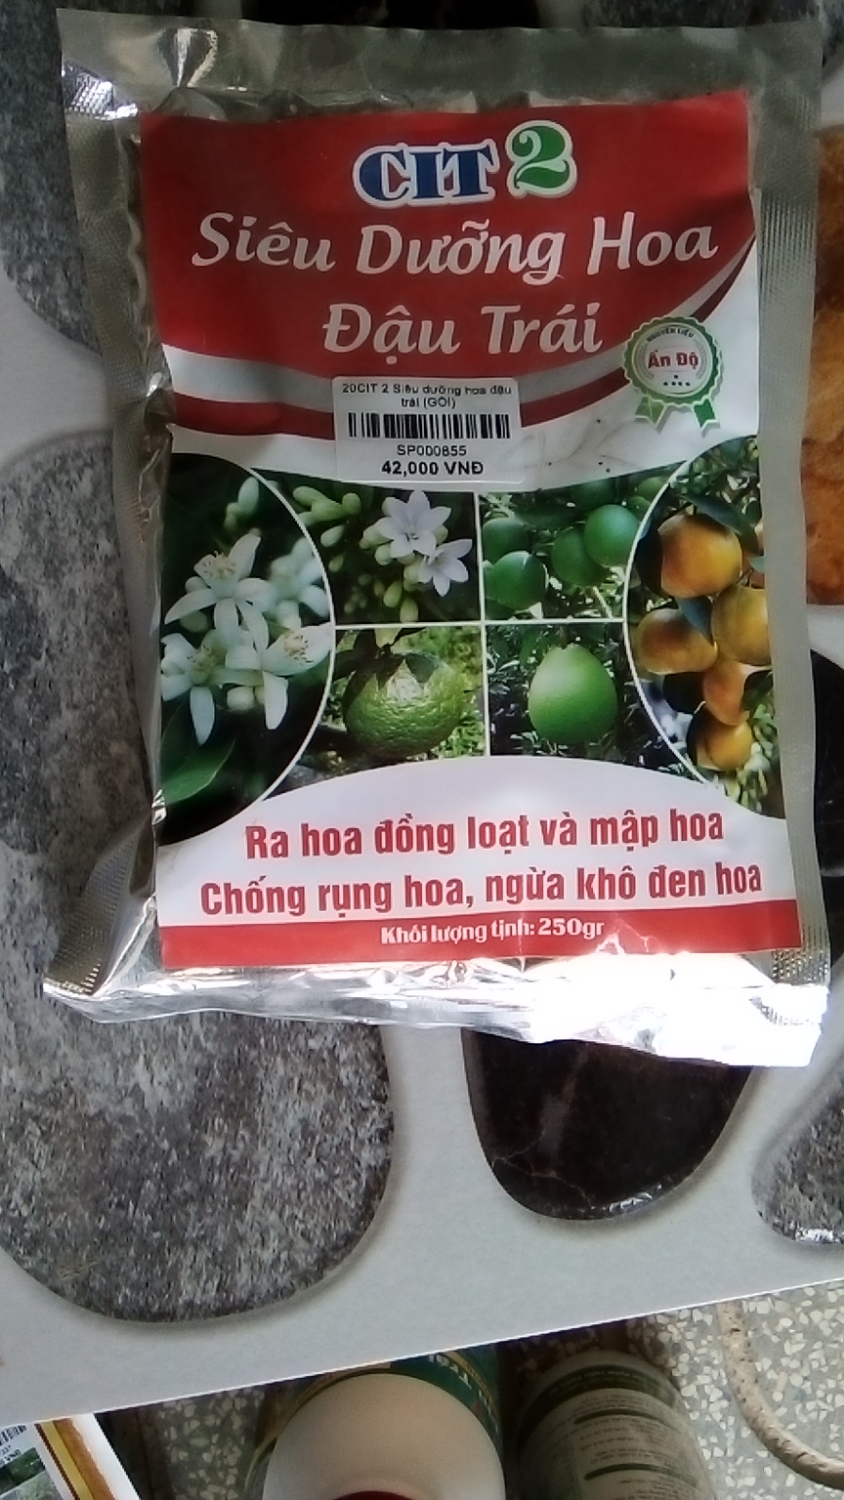 CIT 2
Siêu Dưỡng Hoa
Đậu Trái
NGUYÊN LIỆU
Ấn Độ
20CIT 2 Siêu dưỡng hoa đậu
trái (GÓI)
SP000855
42,000 VNĐ
Ra hoa đồng loạt và mập hoa
Chống rụng hoa, ngừa khô đen hoa
Khối lượng tịnh: 250gr